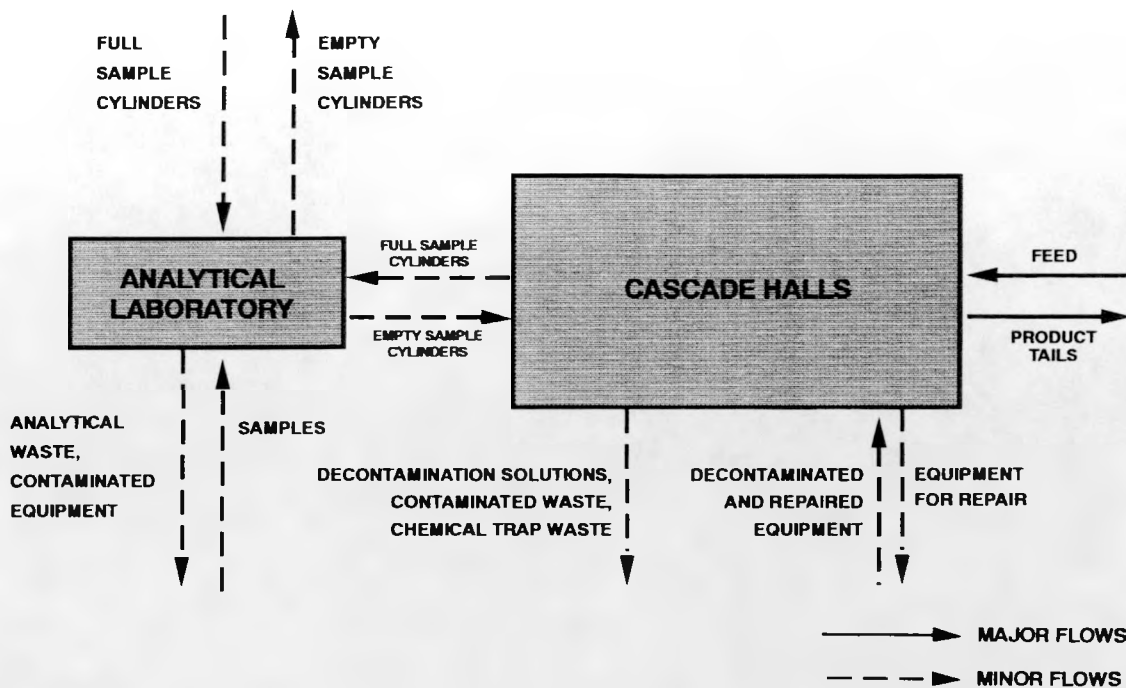 FULL
SAMPLE
CYLINDERS
EMPTY
SAMPLE
CYLINDERS
ANALYTICAL
LABORATORY
FULL SAMPLE
CYLINDERS
EMPTY SAMPLE
CYLINDERS
CASCADE HALLS
FEED
PRODUCT
TAILS
ANALYTICAL
WASTE,
CONTAMINATED
EQUIPMENT
SAMPLES
DECONTAMINATION SOLUTIONS,
CONTAMINATED WASTE,
CHEMICAL TRAP WASTE
DECONTAMINATED
AND REPAIRED
EQUIPMENT
EQUIPMENT
FOR REPAIR
MAJOR FLOWS
MINOR FLOWS